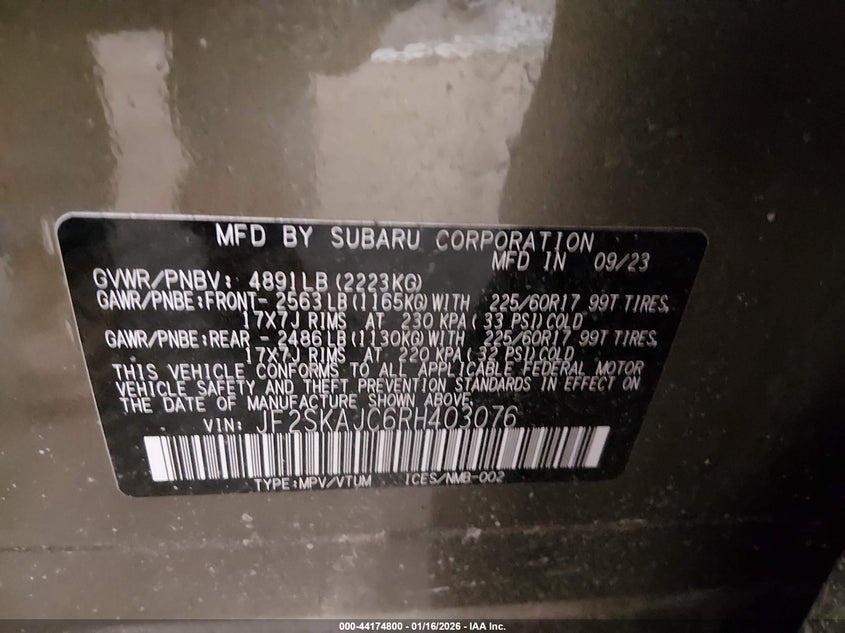 MFD BY SUBARU CORPORATION
MFD IN 09/23
GVWR/PNBV: 4891LB (2223KG)
GAWR/PNBE:FRONT- 2563LB(1165KG)WITH 225/60R17 99T TIRES,
17X7J RIMS AT 230 KPA( 33 PSI)COLD
GAWR/PNBE:REAR - 2486LB(1130KG)WITH 225/60R17 99T TIRES,
17X7J RIMS AT 220 KPA( 32 PSI)COLD
THIS VEHICLE CONFORMS TO ALL APPLICABLE FEDERAL MOTOR
VEHICLE SAFETY AND THEFT PREVENTION STANDARDS IN EFFECT ON
THE DATE OF MANUFACTURE SHOWN ABOVE.
VIN: JF2SKAJC6RH403076
TYPE:MPV/VTUM ICES/NMB-002
000-44174800 - 01/16/2026 - IAA Inc.